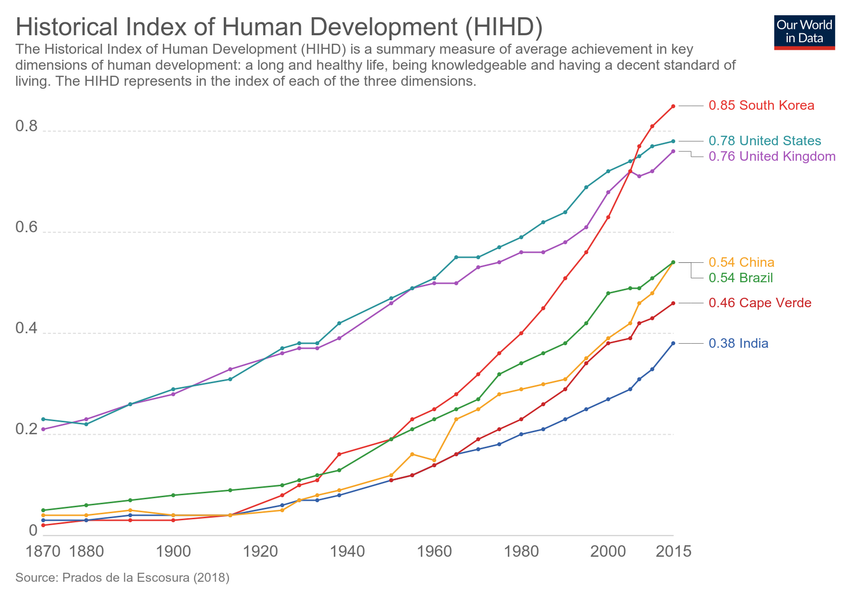 Historical Index of Human Development (HIHD)
Our World
in Data
The Historical Index of Human Development (HIHD) is a summary measure of average achievement in key
dimensions of human development: a long and healthy life, being knowledgeable and having a decent standard of
living. The HIHD represents in the index of each of the three dimensions.
0.85 South Korea
0.8
0.78 United States
0.76 United Kingdom
0.6
0.54 China
0.54 Brazil
0.46 Cape Verde
0.4
0.38 India
0.2
0
1870 1880 1900 1920 1940 1960 1980 2000 2015
Source: Prados de la Escosura (2018)